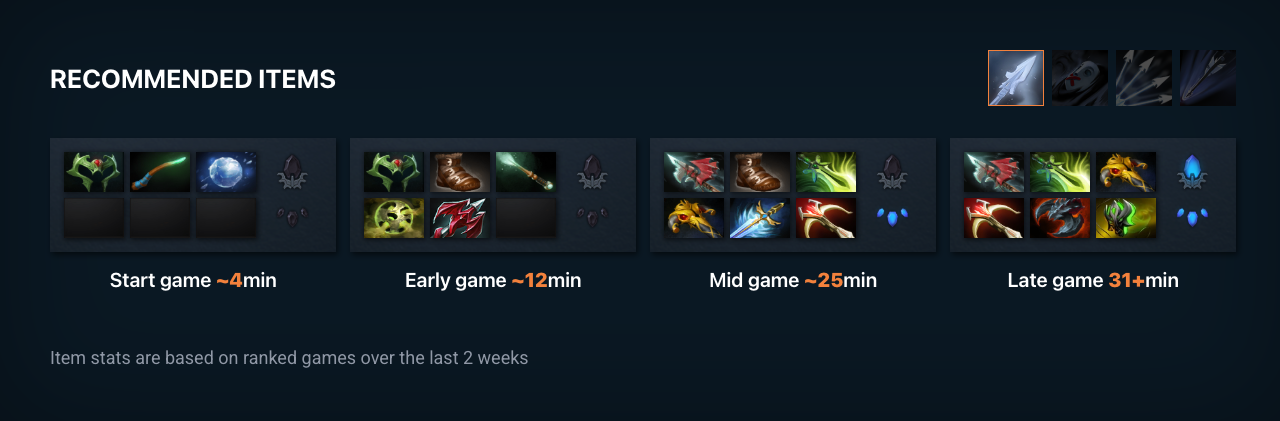 RECOMMENDED ITEMS
Start game ~4min
Early game ~12min
Mid game ~25min
Late game 31+min
Item stats are based on ranked games over the last 2 weeks